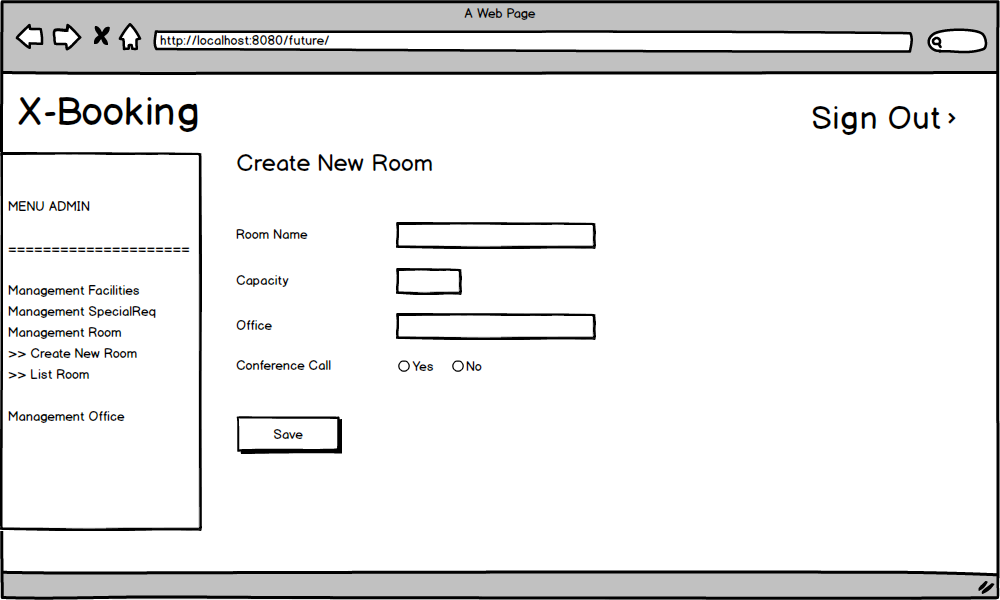 A Web Page
http://localhost:8080/future/
X-Booking
Sign Out
Create New Room
MENU ADMIN
=====================
Management Facilities
Management SpecialReq
Management Room
>> Create New Room
>> List Room
Management Office
Room Name
Capacity
Office
Conference Call Yes No
Save